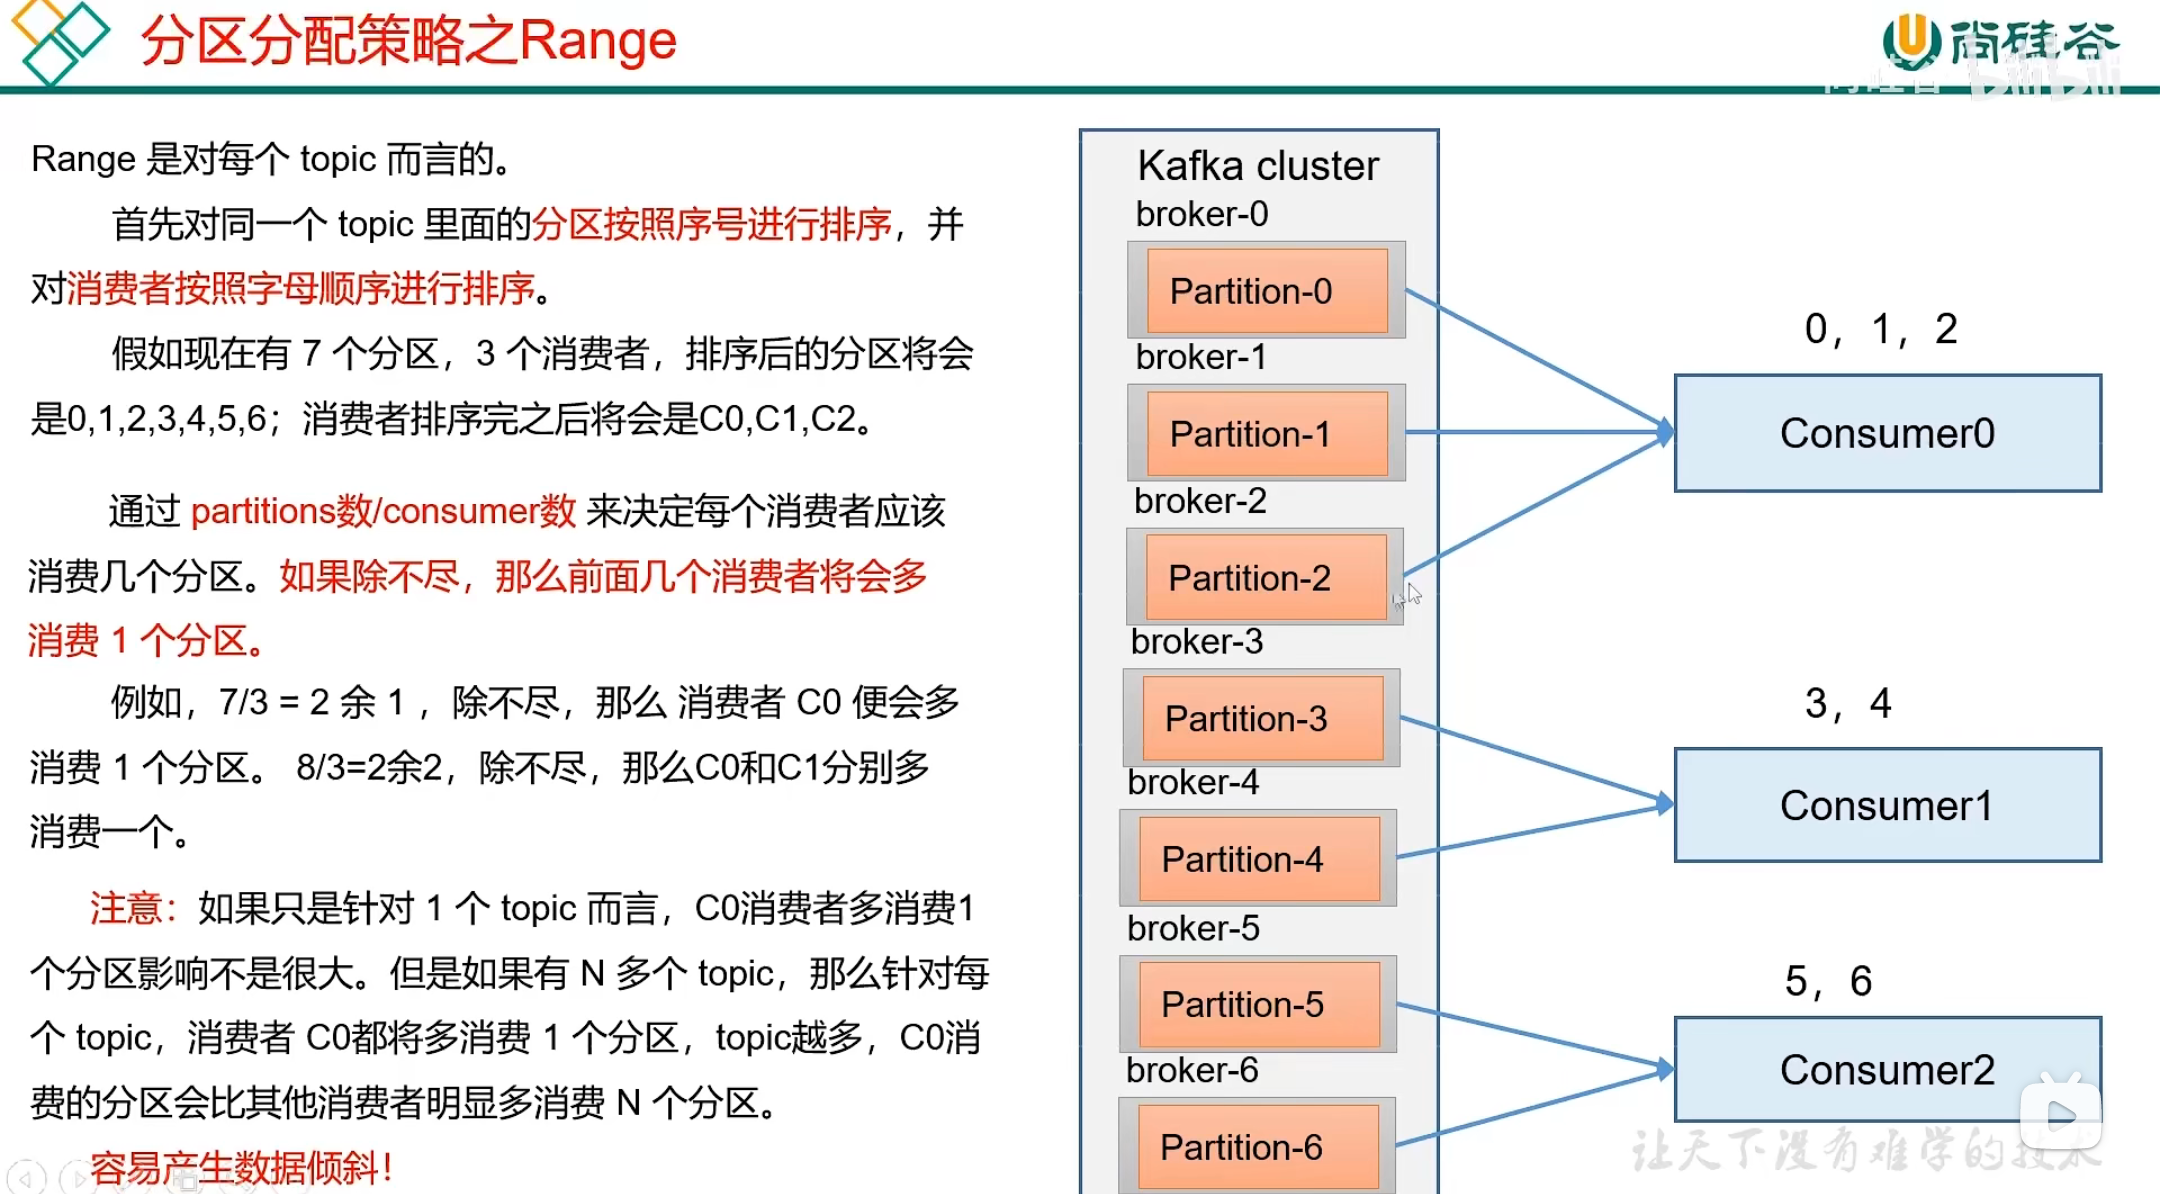 分区分配策略之Range
尚硅谷
bilibili
Range 是对每个 topic 而言的。
首先对同一个 topic 里面的分区按照序号进行排序，并
对消费者按照字母顺序进行排序。
假如现在有 7 个分区，3 个消费者，排序后的分区将会
是0,1,2,3,4,5,6；消费者排序完之后将会是C0,C1,C2。
通过 partitions数/consumer数 来决定每个消费者应该
消费几个分区。如果除不尽，那么前面几个消费者将会多
消费 1 个分区。
例如，7/3 = 2 余 1 ，除不尽，那么 消费者 C0 便会多
消费 1 个分区。 8/3=2余2，除不尽，那么C0和C1分别多
消费一个。
注意：如果只是针对 1 个 topic 而言，C0消费者多消费1
个分区影响不是很大。但是如果有 N 多个 topic，那么针对每
个 topic，消费者 C0都将多消费 1 个分区，topic越多，C0消
费的分区会比其他消费者明显多消费 N 个分区。
容易产生数据倾斜！
Kafka cluster
broker-0
Partition-0
broker-1
Partition-1
broker-2
Partition-2
broker-3
Partition-3
broker-4
Partition-4
broker-5
Partition-5
broker-6
Partition-6
0，1，2
Consumer0
3，4
Consumer1
5，6
Consumer2
让天下没有难学的技术